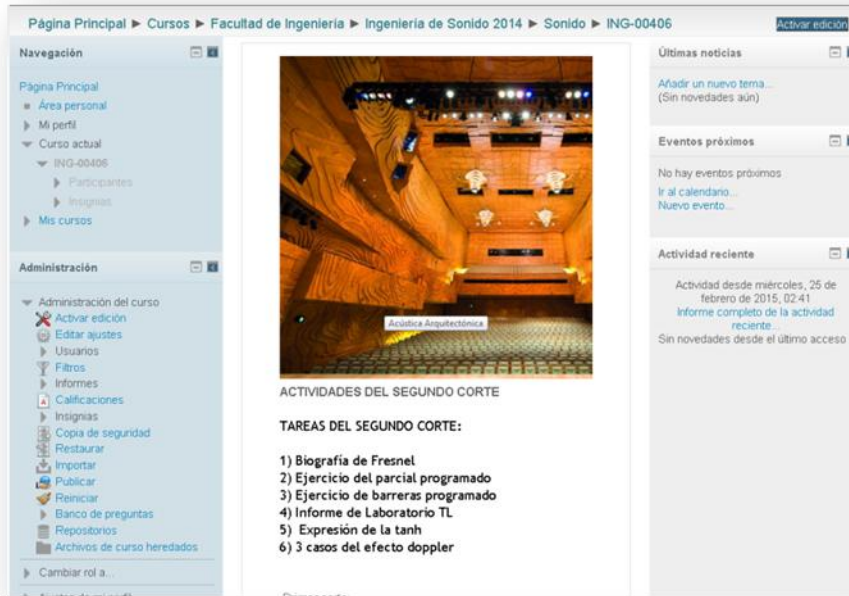 Página Principal ► Cursos ► Facultad de Ingeniería ► Ingeniería de Sonido 2014 ► Sonido ► ING-00406
Activar edición
Navegación
Página Principal
Área personal
Mi perfil
Curso actual
ING-00406
Participantes
Insignias
Mis cursos
Administración
Administración del curso
Activar edición
Editar ajustes
Usuarios
Filtros
Informes
Calificaciones
Insignias
Copia de seguridad
Restaurar
Importar
Publicar
Reiniciar
Banco de preguntas
Repositorios
Archivos de curso heredados
Cambiar rol a...
Acústica Arquitectónica
ACTIVIDADES DEL SEGUNDO CORTE
TAREAS DEL SEGUNDO CORTE:
1) Biografía de Fresnel
2) Ejercicio del parcial programado
3) Ejercicio de barreras programado
4) Informe de Laboratorio TL
5) Expresión de la tanh
6) 3 casos del efecto doppler
Últimas noticias
Añadir un nuevo tema...
(Sin novedades aún)
Eventos próximos
No hay eventos próximos
Ir al calendario...
Nuevo evento...
Actividad reciente
Actividad desde miércoles, 25 de
febrero de 2015, 02:41
Informe completo de la actividad
reciente...
Sin novedades desde el último acceso